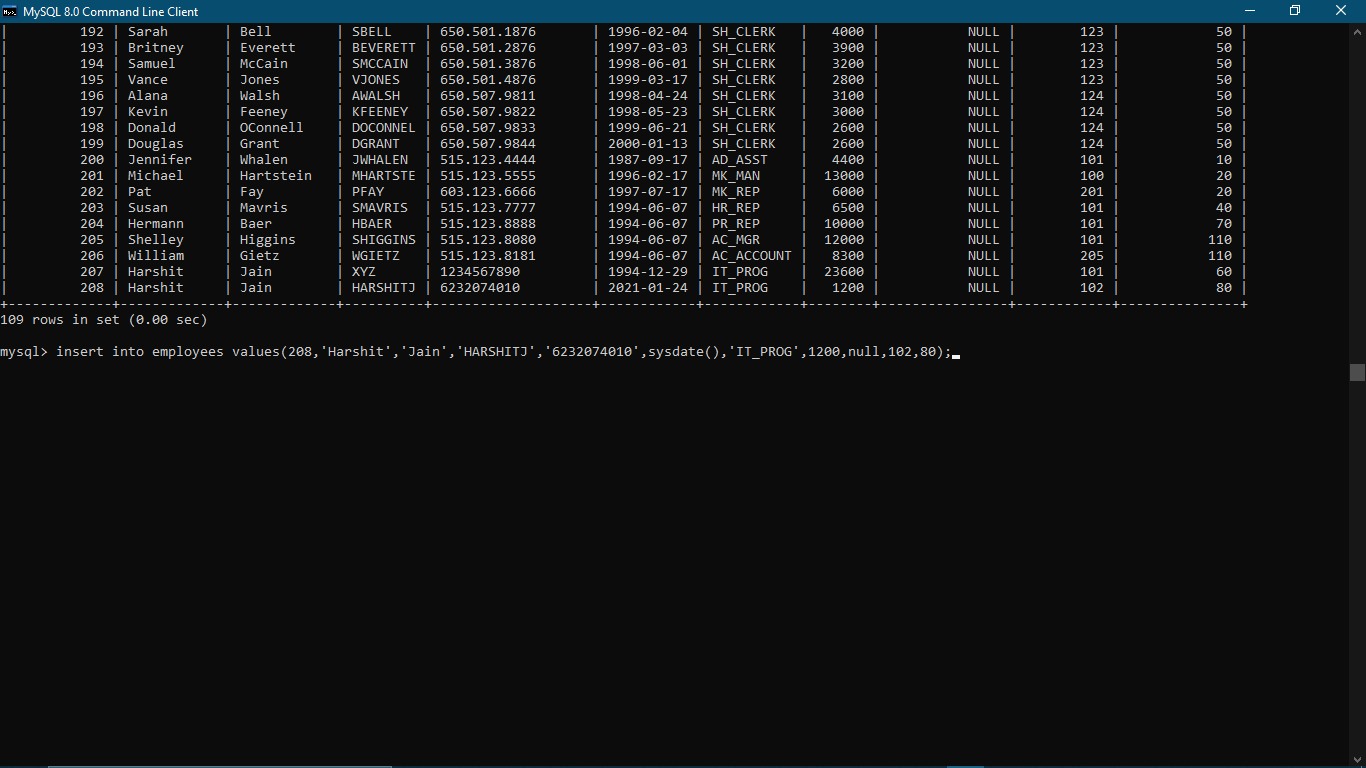 MySQL 8.0 Command Line Client
| 192 | Sarah | Bell | SBELL | 650.501.1876 | 1996-02-04 | SH_CLERK | 4000 | NULL | 123 | 50 |
| 193 | Britney | Everett | BEVERETT | 650.501.2876 | 1997-03-03 | SH_CLERK | 3900 | NULL | 123 | 50 |
| 194 | Samuel | McCain | SMCCAIN | 650.501.3876 | 1998-06-01 | SH_CLERK | 3200 | NULL | 123 | 50 |
| 195 | Vance | Jones | VJONES | 650.501.4876 | 1999-03-17 | SH_CLERK | 2800 | NULL | 123 | 50 |
| 196 | Alana | Walsh | AWALSH | 650.507.9811 | 1998-04-24 | SH_CLERK | 3100 | NULL | 124 | 50 |
| 197 | Kevin | Feeney | KFEENEY | 650.507.9822 | 1998-05-23 | SH_CLERK | 3000 | NULL | 124 | 50 |
| 198 | Donald | OConnell | DOCONNEL | 650.507.9833 | 1999-06-21 | SH_CLERK | 2600 | NULL | 124 | 50 |
| 199 | Douglas | Grant | DGRANT | 650.507.9844 | 2000-01-13 | SH_CLERK | 2600 | NULL | 124 | 50 |
| 200 | Jennifer | Whalen | JWHALEN | 515.123.4444 | 1987-09-17 | AD_ASST | 4400 | NULL | 101 | 10 |
| 201 | Michael | Hartstein | MHARTSTE | 515.123.5555 | 1996-02-17 | MK_MAN | 13000 | NULL | 100 | 20 |
| 202 | Pat | Fay | PFAY | 603.123.6666 | 1997-07-17 | MK_REP | 6000 | NULL | 201 | 20 |
| 203 | Susan | Mavris | SMAVRIS | 515.123.7777 | 1994-06-07 | HR_REP | 6500 | NULL | 101 | 40 |
| 204 | Hermann | Baer | HBAER | 515.123.8888 | 1994-06-07 | PR_REP | 10000 | NULL | 101 | 70 |
| 205 | Shelley | Higgins | SHIGGINS | 515.123.8080 | 1994-06-07 | AC_MGR | 12000 | NULL | 101 | 110 |
| 206 | William | Gietz | WGIETZ | 515.123.8181 | 1994-06-07 | AC_ACCOUNT | 8300 | NULL | 205 | 110 |
| 207 | Harshit | Jain | XYZ | 1234567890 | 1994-12-29 | IT_PROG | 23600 | NULL | 101 | 60 |
| 208 | Harshit | Jain | HARSHITJ | 6232074010 | 2021-01-24 | IT_PROG | 1200 | NULL | 102 | 80 |
+-------------+-------------+-------------+----------+--------------------+------------+------------+--------+----------------+------------+---------------+
109 rows in set (0.00 sec)
mysql> insert into employees values(208,'Harshit','Jain','HARSHITJ','6232074010',sysdate(),'IT_PROG',1200,null,102,80);